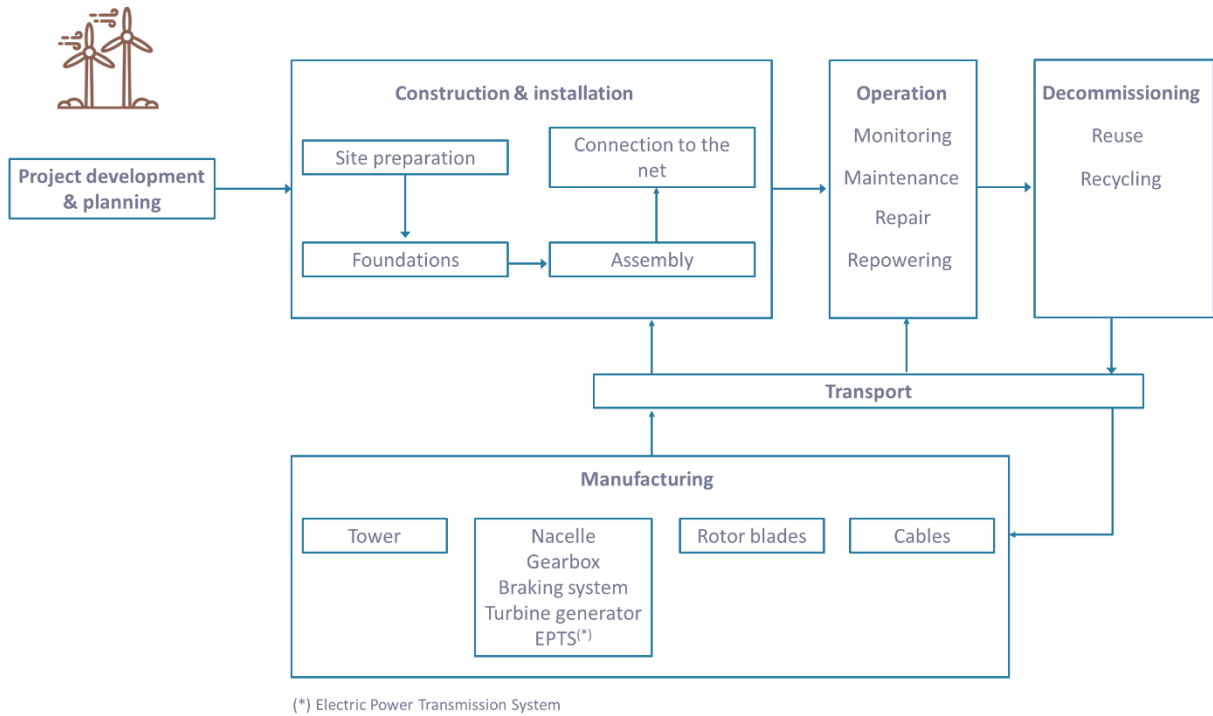 Project development
& planning
Construction & installation
Site preparation
Foundations
Assembly
Connection to the
net
Operation
Monitoring
Maintenance
Repair
Repowering
Decommissioning
Reuse
Recycling
Transport
Manufacturing
Tower
Nacelle
Gearbox
Braking system
Turbine generator
EPTS(*)
Rotor blades
Cables
(*) Electric Power Transmission System